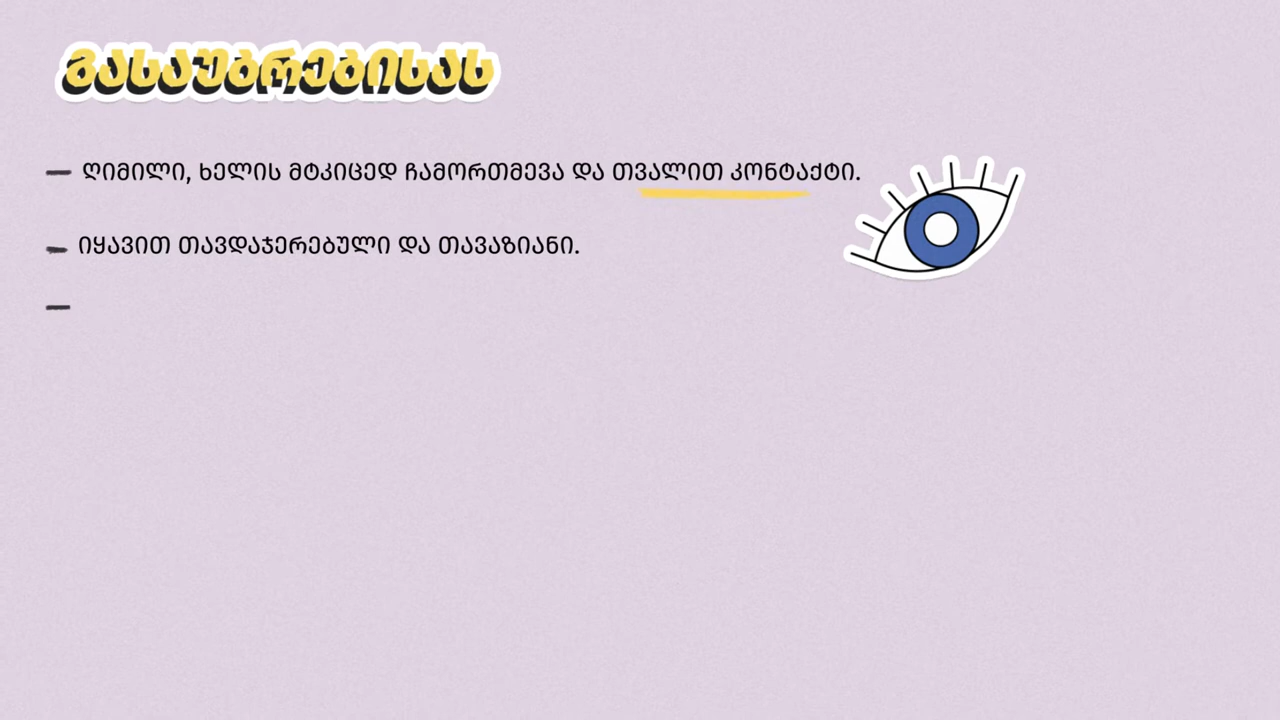 გასაუბრებისას
— ღიმილი, ხელის მტკიცედ ჩამორთმევა და თვალით კონტაქტი.
— იყავით თავდაჯერებული და თავაზიანი.
—